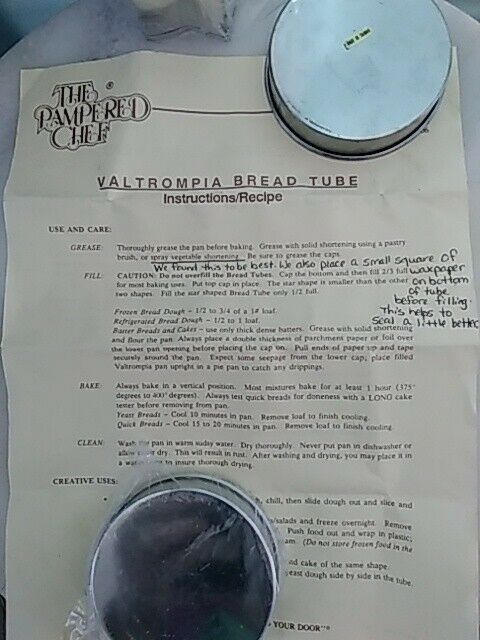 THE
PAMPERED
CHEF ®
VALTROMPIA BREAD TUBE
Instructions/Recipe
USE AND CARE:
GREASE: Thoroughly grease the pan before baking. Grease with solid shortening using a pastry
brush, or spray vegetable shortening. Be sure to grease the caps.
We found this to be best. We also place a small square of
waxpaper
on bottom
of tube
before filling.
This helps to
seal a little better
FILL: CAUTION: Do not overfill the Bread Tubes. Cap the bottom and then fill 2/3 full
for most baking uses. Put top cap in place. The star shape is smaller than the other
two shapes. Fill the star shaped Bread Tube only 1/2 full.
Frozen Bread Dough - 1/2 to 3/4 of a 1# loaf.
Refrigerated Bread Dough - 1/2 to 1 loaf.
Batter Breads and Cakes - use only thick dense batters. Grease with solid shortening
and flour the pan. Always place a double thickness of parchment paper or foil over
the lower pan opening before placing the cap on. Pull ends of paper up and tape
securely around the pan. Expect some seepage from the lower cap; place filled
Valtrompia pan upright in a pie pan to catch any drippings.
BAKE: Always bake in a vertical position. Most mixtures bake for at least 1 hour (375°
degrees to 400° degrees). Always test quick breads for doneness with a LONG cake
tester before removing from pan.
Yeast Breads - Cool 10 minutes in pan. Remove loaf to finish cooling.
Quick Breads - Cool 15 to 20 minutes in pan. Remove loaf to finish cooling.
CLEAN: Wash the pan in warm sudsy water. Dry thoroughly. Never put pan in dishwasher or
allow dry. This will result in rust. After washing and drying, you may place it in
a warm to insure thorough drying.
CREATIVE USES:
chill, then slide dough out and slice and
salads and freeze overnight. Remove
Push food out and wrap in plastic,
(Do not store frozen food in the
and cake of the same shape.
yeast dough side by side in the tube.
YOUR DOOR"®